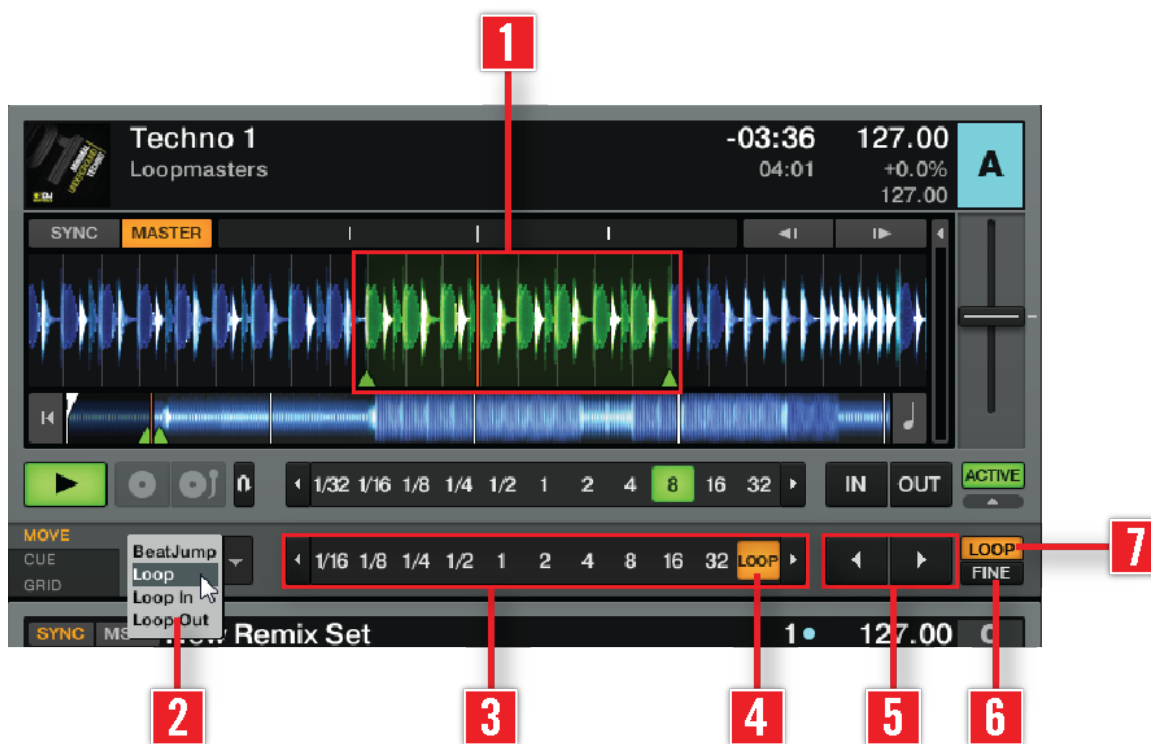 1
Techno 1
-03:36 127.00
A
Loopmasters
04:01 +0.0%
127.00
SYNC MASTER
1/32 1/16 1/8 1/4 1/2 1 2 4 8 16 32
IN OUT
ACTIVE
MOVE
CUE
GRID
BeatJump
Loop
Loop In
Loop Out
1/16 1/8 1/4 1/2 1 2 4 8 16 32 LOOP
LOOP
FINE
7
SYNC Remix Set 1 127.00
2 3 4 5 6